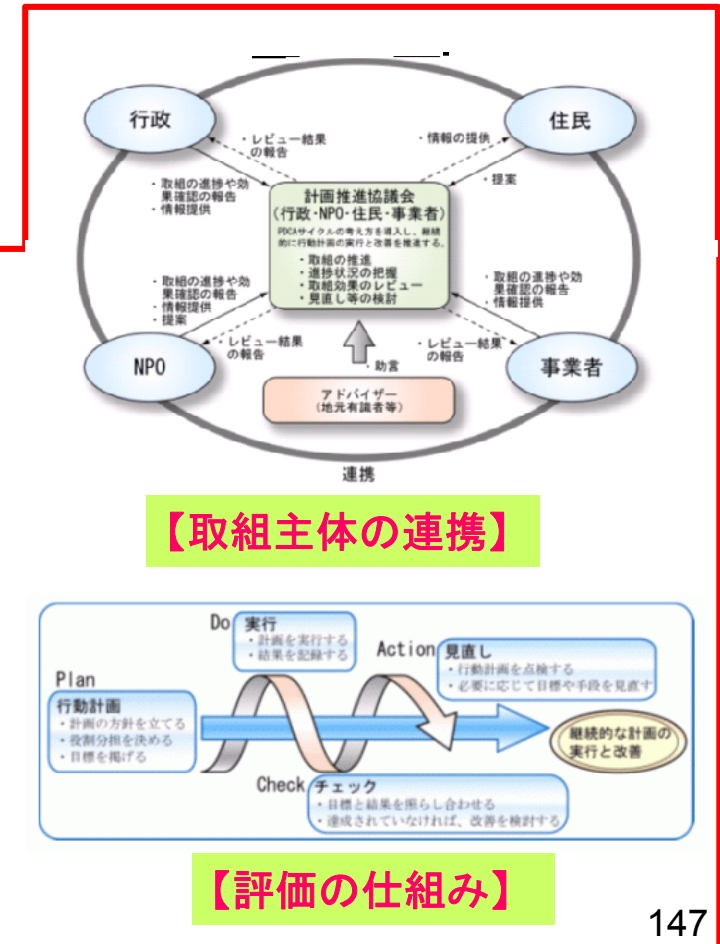 行政
住民
・レビュー結果
の報告
・情報の提供
・取組の進捗や効
果確認の報告
・情報提供
・提案
計画推進協議会
(行政・NPO・住民・事業者)
PDCAサイクルの考え方を導入し、継続
的に行動計画の実行と改善を推進する。
・取組の推進
・進捗状況の把握
・取組効果のレビュー
・見直し等の検討
・取組の進捗や効
果確認の報告
・情報提供
・提案
・取組の進捗や効
果確認の報告
・情報提供
・レビュー結果
の報告
・レビュー結果
の報告
NPO
事業者
・助言
アドバイザー
(地元有識者等)
連携
【取組主体の連携】
Do
実行
・計画を実行する
・結果を記録する
Action
見直し
・行動計画を点検する
・必要に応じて目標や手段を見直す
Plan
行動計画
・計画の方針を立てる
・役割分担を決める
・目標を掲げる
継続的な計画の
実行と改善
Check
チェック
・目標と結果を照らし合わせる
・達成されていなければ、改善を検討する
【評価の仕組み】
147